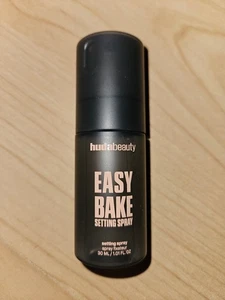 hudabeauty
EASY
BAKE
SETTING SPRAY
setting spray
spray fixateur
30 ML / 1.01 FL OZ